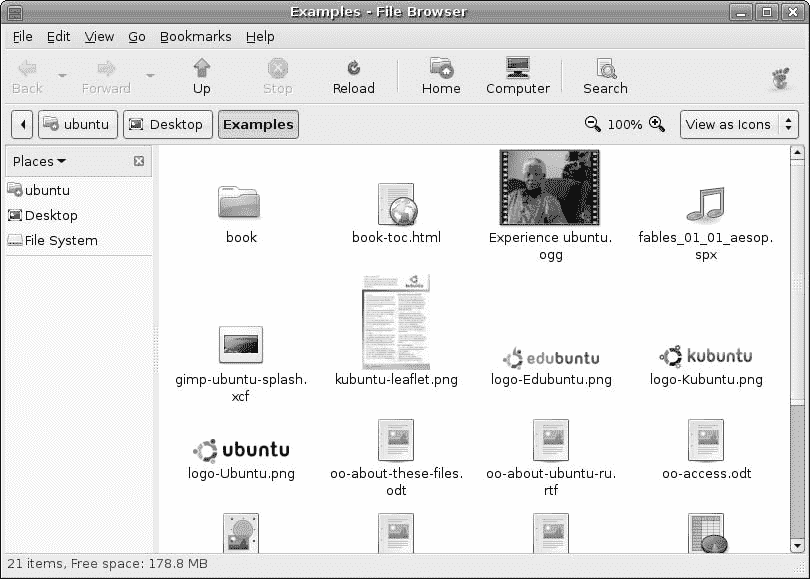 Examples - File Browser
File Edit View Go Bookmarks Help
Back Forward Up Stop Reload Home Computer Search
ubuntu Desktop Examples 100% View as Icons
Places
ubuntu
Desktop
File System
book
book-toc.html
Experience ubuntu.
ogg
fables_01_01_aesop.
spx
gimp-ubuntu-splash.
xcf
kubuntu
kubuntu-leaflet.png
edubuntu
logo-Edubuntu.png
kubuntu
logo-Kubuntu.png
ubuntu
logo-Ubuntu.png
oo-about-these-files.
odt
oo-about-ubuntu-ru.
rtf
oo-access.odt
21 items, Free space: 178.8 MB